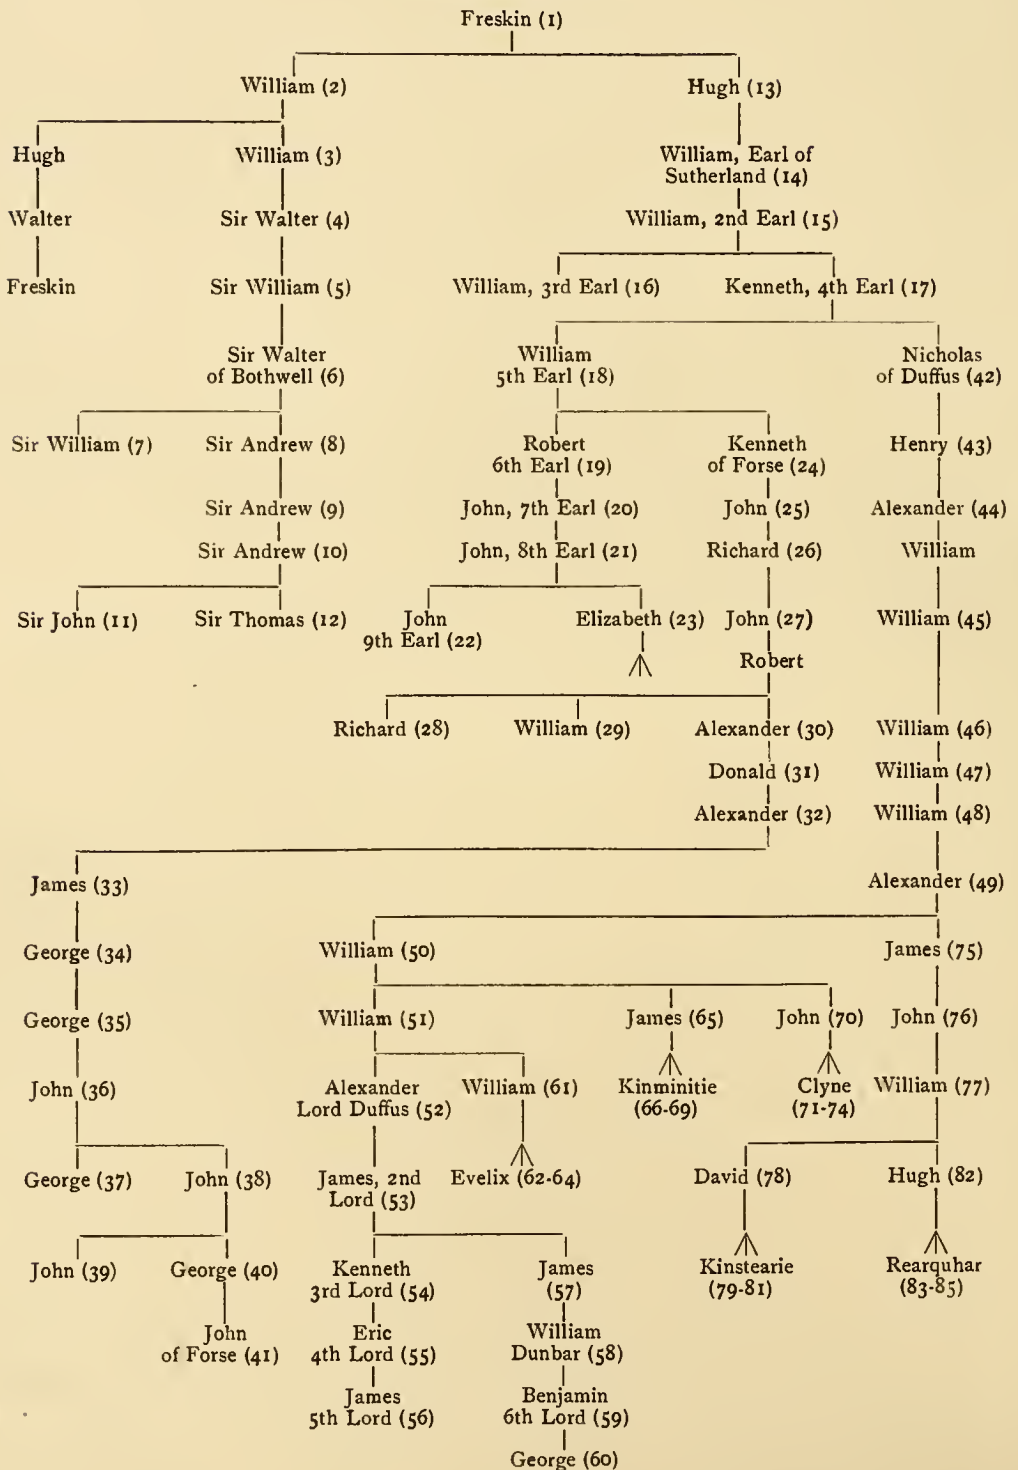 Freskin (1)
William (2)
Hugh (13)
Hugh
William (3)
William, Earl of
Sutherland (14)
Walter
Sir Walter (4)
William, 2nd Earl (15)
Freskin
Sir William (5)
William, 3rd Earl (16)
Kenneth, 4th Earl (17)
Sir Walter
of Bothwell (6)
William
5th Earl (18)
Nicholas
of Duffus (42)
Sir William (7)
Sir Andrew (8)
Robert
6th Earl (19)
Kenneth
of Forse (24)
Henry (43)
Sir Andrew (9)
John, 7th Earl (20)
John (25)
Alexander (44)
Sir Andrew (10)
John, 8th Earl (21)
Richard (26)
William
Sir John (11)
Sir Thomas (12)
John
9th Earl (22)
Elizabeth (23)
John (27)
William (45)
Robert
Richard (28)
William (29)
Alexander (30)
William (46)
Donald (31)
William (47)
Alexander (32)
William (48)
James (33)
Alexander (49)
George (34)
William (50)
James (75)
George (35)
William (51)
James (65)
John (70)
John (76)
John (36)
Alexander
Lord Duffus (52)
William (61)
Kinminitie
(66-69)
Clyne
(71-74)
William (77)
George (37)
John (38)
James, 2nd
Lord (53)
Evelix (62-64)
David (78)
Hugh (82)
John (39)
George (40)
Kenneth
3rd Lord (54)
James
(57)
Kinstearie
(79-81)
Rearquhar
(83-85)
John
of Forse (41)
Eric
4th Lord (55)
William
Dunbar (58)
James
5th Lord (56)
Benjamin
6th Lord (59)
George (60)